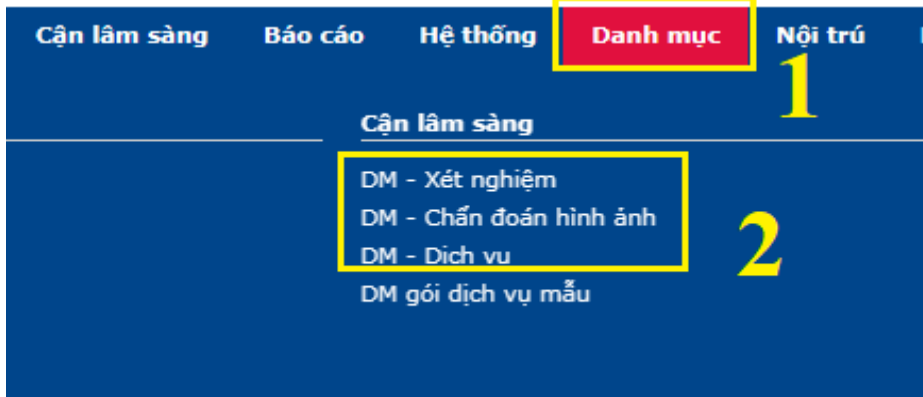 Cận lâm sàng Báo cáo Hệ thống Danh mục Nội trú
1
Cận lâm sàng
DM - Xét nghiệm
DM - Chẩn đoán hình ảnh
DM - Dịch vụ
2
DM gói dịch vụ mẫu